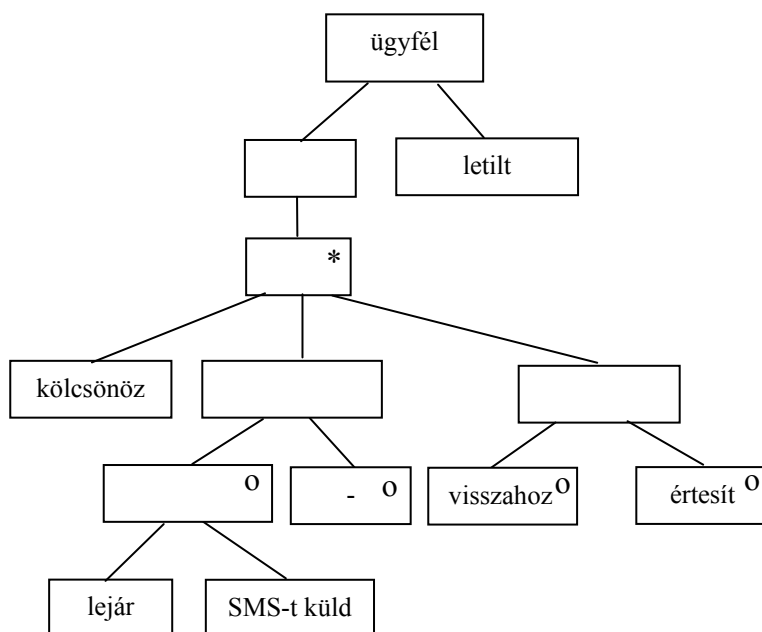 ügyfél
letilt
*
kölcsönöz
o
- o
visszahoz o
értesít o
lejár
SMS-t küld